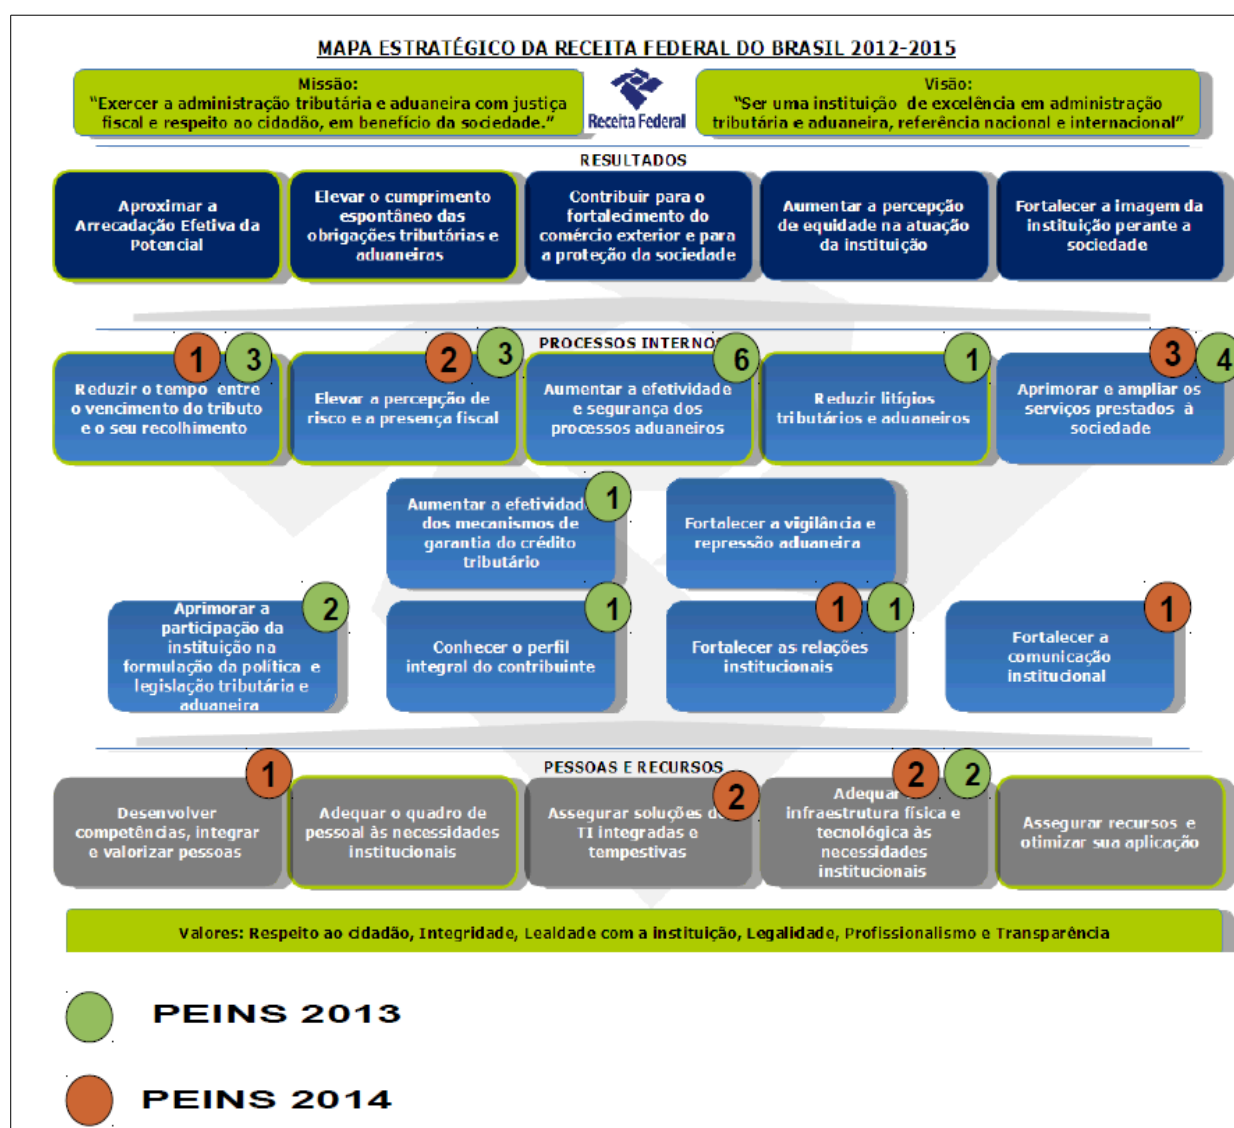 MAPA ESTRATÉGICO DA RECEITA FEDERAL DO BRASIL 2012-2015
Missão:
“Exercer a administração tributária e aduaneira com justiça
fiscal e respeito ao cidadão, em benefício da sociedade.”
Receita Federal
Visão:
“Ser uma instituição de excelência em administração
tributária e aduaneira, referência nacional e internacional”
RESULTADOS
Aproximar a
Arrecadação Efetiva da
Potencial
Elevar o cumprimento
espontâneo das
obrigações tributárias e
aduaneiras
Contribuir para o
fortalecimento do
comércio exterior e para
a proteção da sociedade
Aumentar a percepção
de equidade na atuação
da instituição
Fortalecer a imagem da
instituição perante a
sociedade
PROCESSOS INTERNOS
1 3
Reduzir o tempo entre
o vencimento do tributo
e o seu recolhimento
2 3
Elevar a percepção de
risco e a presença fiscal
6
Aumentar a efetividade
e segurança dos
processos aduaneiros
1
Reduzir litígios
tributários e aduaneiros
3 4
Aprimorar e ampliar os
serviços prestados à
sociedade
1
Aumentar a efetividade
dos mecanismos de
garantia do crédito
tributário
Fortalecer a vigilância e
repressão aduaneira
2
Aprimorar a
participação da
instituição na
formulação da política e
legislação tributária e
aduaneira
1
Conhecer o perfil
integral do contribuinte
1 1
Fortalecer as relações
institucionais
1
Fortalecer a
comunicação
institucional
PESSOAS E RECURSOS
1
Desenvolver
competências, integrar
e valorizar pessoas
Adequar o quadro de
pessoal às necessidades
institucionais
2
Assegurar soluções de
TI integradas e
tempestivas
2 2
Adequar
infraestrutura física e
tecnológica às
necessidades
institucionais
Assegurar recursos e
otimizar sua aplicação
Valores: Respeito ao cidadão, Integridade, Lealdade com a instituição, Legalidade, Profissionalismo e Transparência
PEINS 2013
PEINS 2014